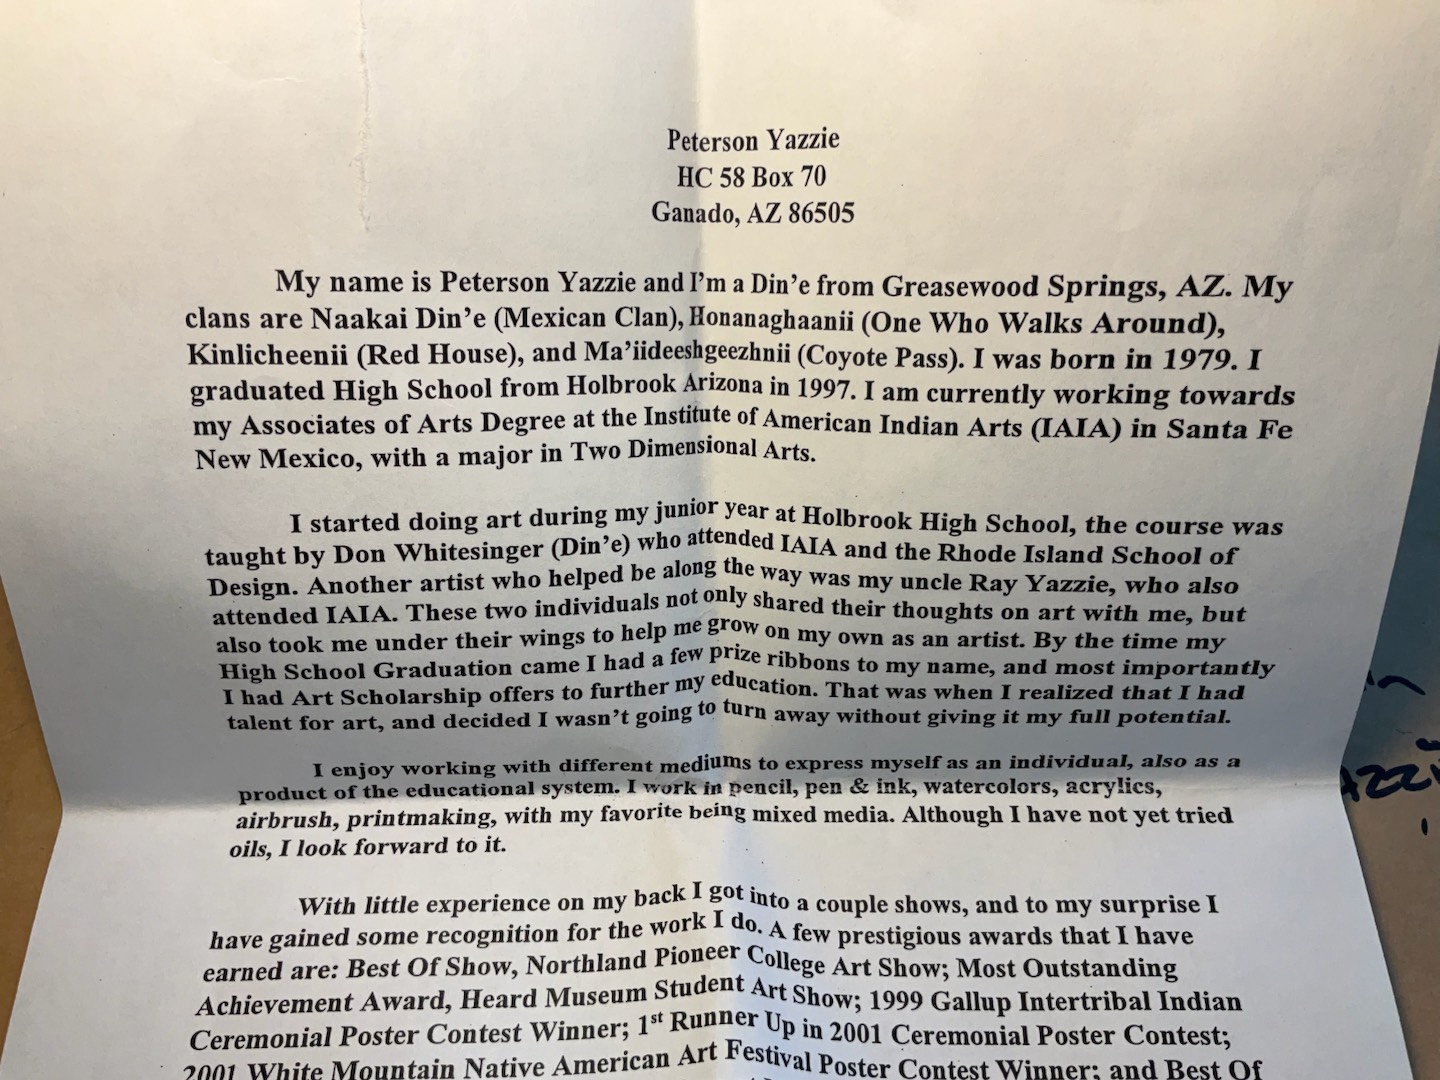 Peterson Yazzie
HC 58 Box 70
Ganado, AZ 86505
My name is Peterson Yazzie and I'm a Din'e from Greasewood Springs, AZ. My
clans are Naakai Din'e (Mexican Clan), Honanaghaanii (One Who Walks Around),
Kinlicheenii (Red House), and Ma'iideeshgeezhnii (Coyote Pass). I was born in 1979. I
graduated High School from Holbrook Arizona in 1997. I am currently working towards
my Associates of Arts Degree at the Institute of American Indian Arts (IAIA) in Santa Fe
New Mexico, with a major in Two Dimensional Arts.
I started doing art during my junior year at Holbrook High School, the course was
taught by Don Whitesinger (Din'e) who attended IAIA and the Rhode Island School of
Design. Another artist who helped be along the way was my uncle Ray Yazzie, who also
attended IAIA. These two individuals not only shared their thoughts on art with me, but
also took me under their wings to help me grow on my own as an artist. By the time my
High School Graduation came I had a few prize ribbons to my name, and most importantly
I had Art Scholarship offers to further my education. That was when I realized that I had
talent for art, and decided I wasn't going to turn away without giving it my full potential.
I enjoy working with different mediums to express myself as an individual, also as a
product of the educational system. I work in pencil, pen & ink, watercolors, acrylics,
airbrush, printmaking, with my favorite being mixed media. Although I have not yet tried
oils, I look forward to it.
With little experience on my back I got into a couple shows, and to my surprise I
have gained some recognition for the work I do. A few prestigious awards that I have
earned are: Best Of Show, Northland Pioneer College Art Show; Most Outstanding
Achievement Award, Heard Museum Student Art Show; 1999 Gallup Intertribal Indian
Ceremonial Poster Contest Winner; 1st Runner Up in 2001 Ceremonial Poster Contest;
2001 White Mountain Native American Art Festival Poster Contest Winner; and Best Of